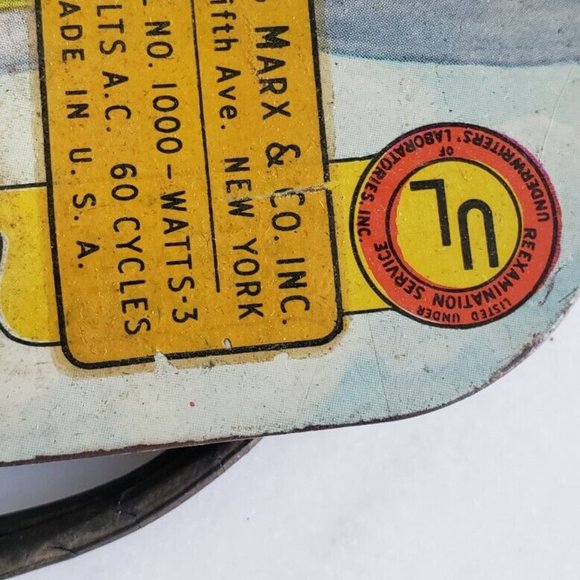 MARX & CO. INC.
Fifth Ave. NEW YORK
NO. 1000 - WATTS-3
LTS A.C. 60 CYCLES
ADE IN U. S. A.
UL
LISTED UNDER
REEXAMINATION SERVICE
OF
UNDERWRITERS' LABORATORIES, INC.